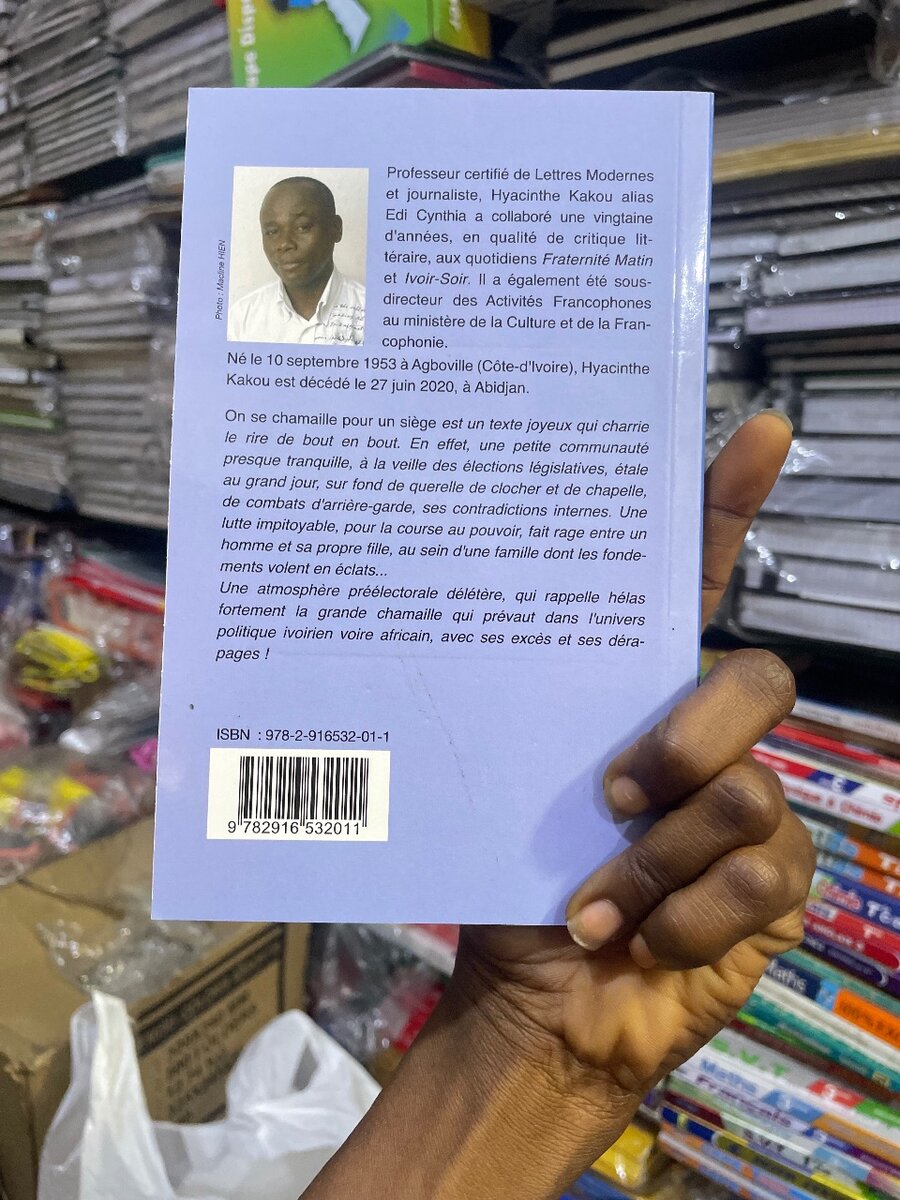 Professeur certifié de Lettres Modernes
et journaliste, Hyacinthe Kakou alias
Edi Cynthia a collaboré une vingtaine
d'années, en qualité de critique lit-
téraire, aux quotidiens Fraternité Matin
et Ivoir-Soir. Il a également été sous-
directeur des Activités Francophones
au ministère de la Culture et de la Fran-
cophonie.
Photo : Macline HIEN
Né le 10 septembre 1953 à Agboville (Côte-d'Ivoire), Hyacinthe
Kakou est décédé le 27 juin 2020, à Abidjan.
On se chamaille pour un siège est un texte joyeux qui charrie
le rire de bout en bout. En effet, une petite communauté
presque tranquille, à la veille des élections législatives, étale
au grand jour, sur fond de querelle de clocher et de chapelle,
de combats d'arrière-garde, ses contradictions internes. Une
lutte impitoyable, pour la course au pouvoir, fait rage entre un
homme et sa propre fille, au sein d'une famille dont les fonde-
ments volent en éclats...
Une atmosphère préélectorale délétère, qui rappelle hélas
fortement la grande chamaille qui prévaut dans l'univers
politique ivoirien voire africain, avec ses excès et ses déra-
pages !
ISBN : 978-2-916532-01-1
9 782916 532011
Maths
S.V.T
Maths
Français